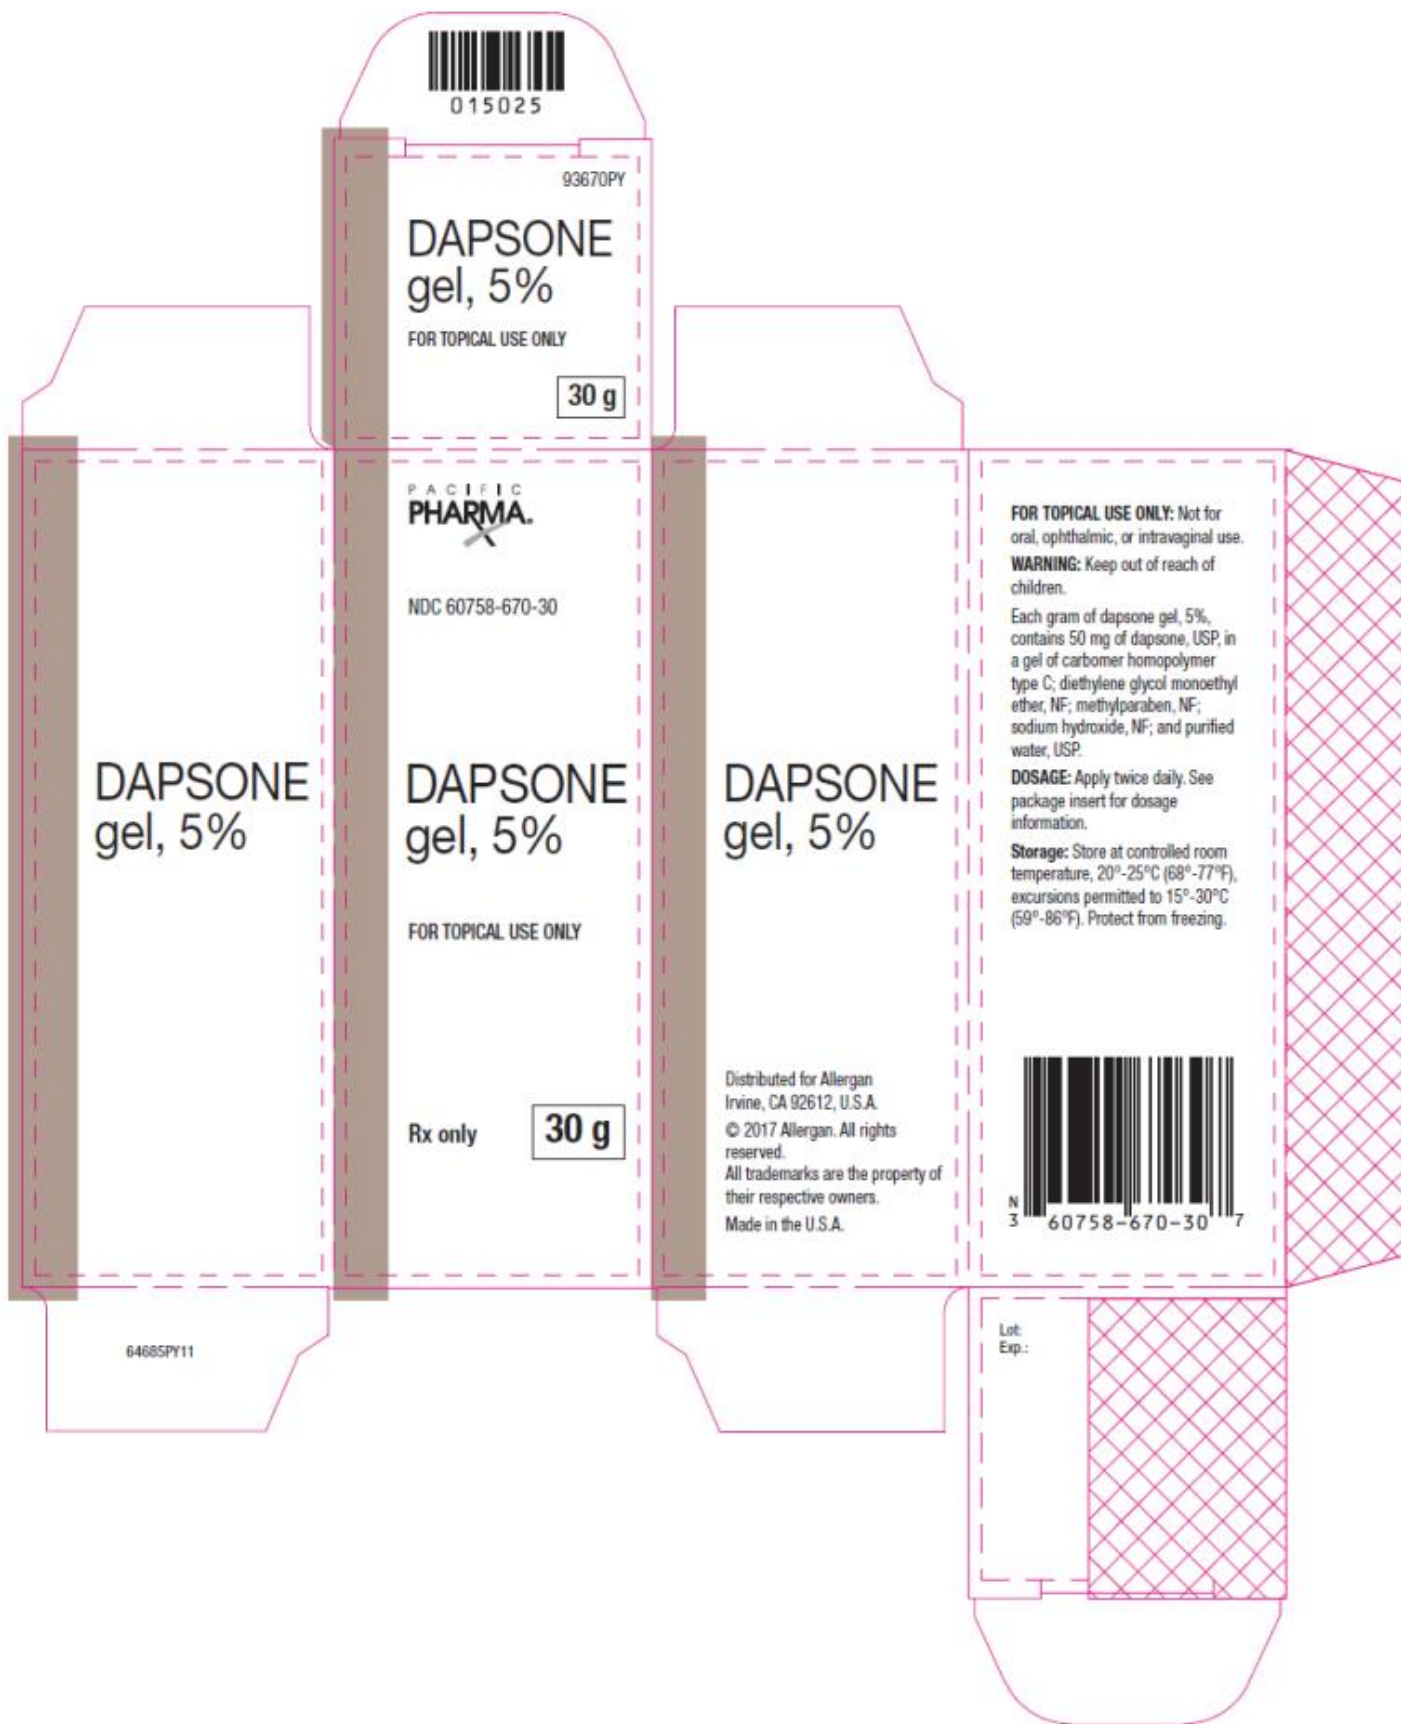 015025
93670PY
DAPSONE
gel, 5%
FOR TOPICAL USE ONLY
30 g
DAPSONE
gel, 5%
64685PY11
PACIFIC
PHARMA®
NDC 60758-670-30
DAPSONE
gel, 5%
FOR TOPICAL USE ONLY
Rx only
30 g
DAPSONE
gel, 5%
Distributed for Allergan
Irvine, CA 92612, U.S.A.
© 2017 Allergan. All rights
reserved.
All trademarks are the property of
their respective owners.
Made in the U.S.A.
FOR TOPICAL USE ONLY: Not for
oral, ophthalmic, or intravaginal use.
WARNING: Keep out of reach of
children.
Each gram of dapsone gel, 5%,
contains 50 mg of dapsone, USP, in
a gel of carbomer homopolymer
type C; diethylene glycol monoethyl
ether, NF; methylparaben, NF;
sodium hydroxide, NF; and purified
water, USP.
DOSAGE: Apply twice daily. See
package insert for dosage
information.
Storage: Store at controlled room
temperature, 20°-25°C (68°-77°F),
excursions permitted to 15°-30°C
(59°-86°F). Protect from freezing.
N
3 60758-670-30 7
Lot:
Exp.: